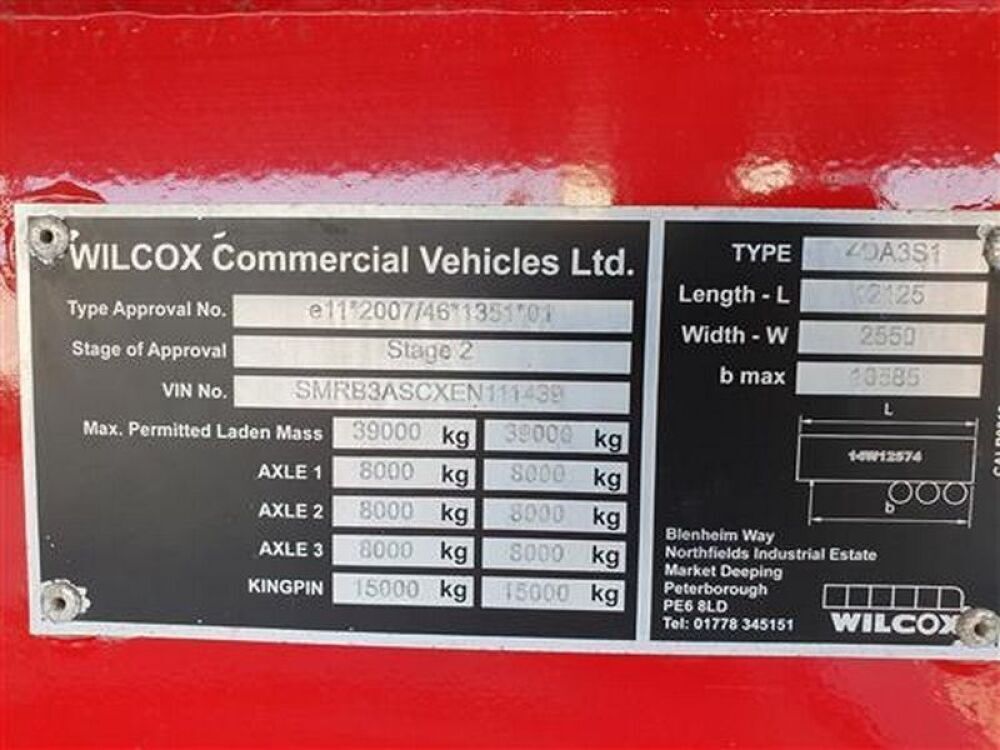 WILCOX Commercial Vehicles Ltd.
Type Approval No. e11*2007/46*1351*01
Stage of Approval Stage 2
VIN No. SMRB3ASCXEN111439
Max. Permitted Laden Mass 39000 kg 39000 kg
AXLE 1 8000 kg 8000 kg
AXLE 2 8000 kg 8000 kg
AXLE 3 8000 kg 8000 kg
KINGPIN 15000 kg 15000 kg
TYPE 40A3S1
Length - L
Width - W 2550
b max
L
14W12574
b
Blenheim Way
Northfields Industrial Estate
Market Deeping
Peterborough
PE6 8LD
Tel: 01778 345151
WILCOX